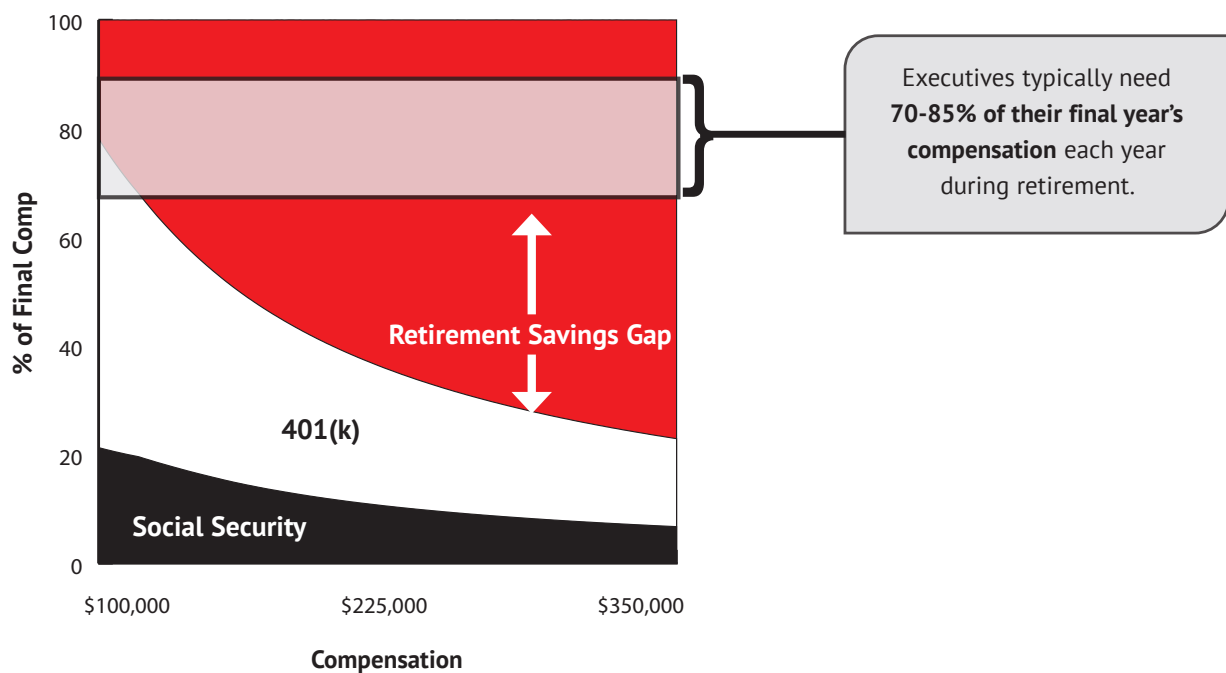 100
80
60
40
20
0
% of Final Comp
Executives typically need
70-85% of their final year's
compensation each year
during retirement.
Retirement Savings Gap
401(k)
Social Security
$100,000
$225,000
$350,000
Compensation